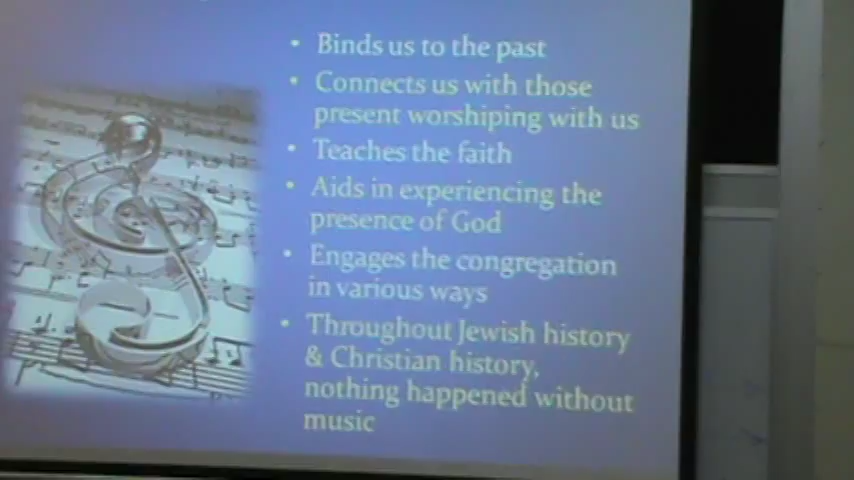 • Binds us to the past
• Connects us with those
present worshiping with us
• Teaches the faith
• Aids in experiencing the
presence of God
• Engages the congregation
in various ways
• Throughout Jewish history
& Christian history,
nothing happened without
music